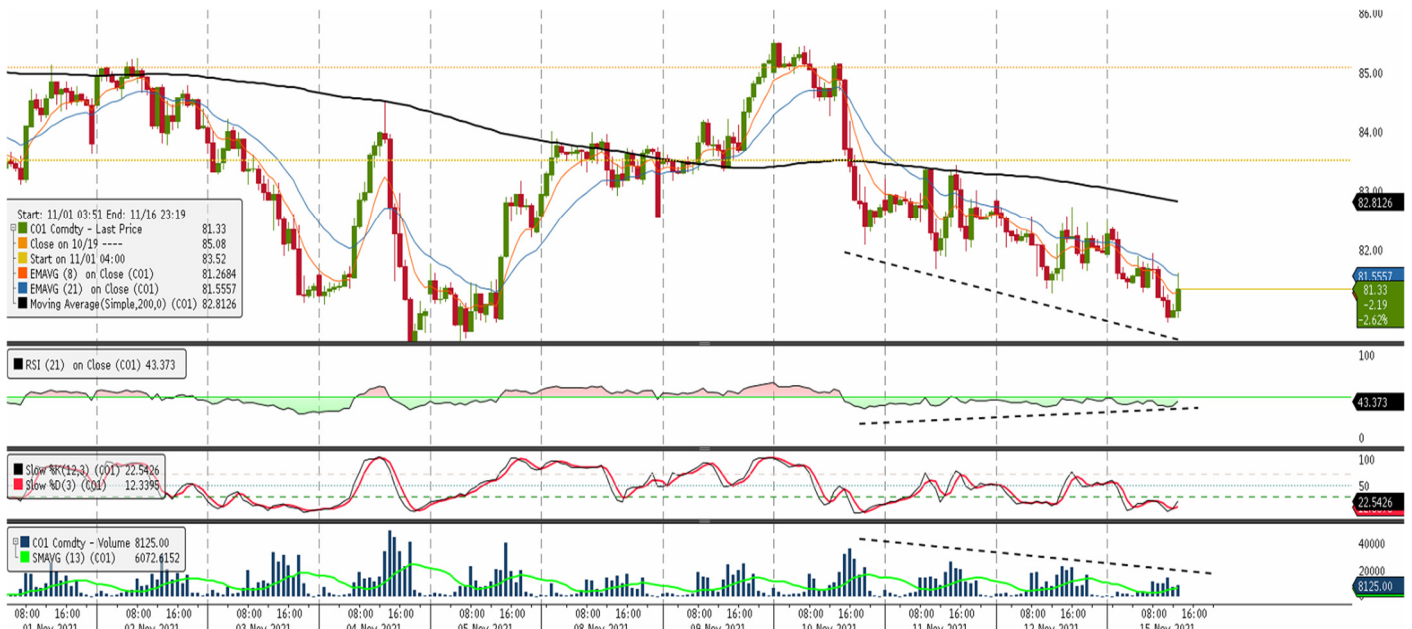 86.00
85.00
84.00
83.00
82.8126
82.00
81.5557
81.33
-2.19
-2.62%
Start: 11/01 03:51 End: 11/16 23:19
CO1 Comdty - Last Price 81.33
Close on 10/19 ---- 85.08
Start on 11/01 04:00 83.52
EMAVG (8) on Close (CO1) 81.2684
EMAVG (21) on Close (CO1) 81.5557
Moving Average(Simple,200,0) (CO1) 82.8126
RSI (21) on Close (CO1) 43.373
100
43.373
0
Slow %K(12,3) (CO1) 22.5426
Slow %D(3) (CO1) 12.3395
100
50
22.5426
CO1 Comdty - Volume 8125.00
SMAVG (13) (CO1) 6072.6152
40000
20000
8125.00
08:00 16:00 08:00 16:00 08:00 16:00 08:00 16:00 08:00 16:00 08:00 16:00 08:00 16:00 08:00 16:00 08:00 16:00 08:00 16:00 08:00 16:00
01 Nov 2021 02 Nov 2021 03 Nov 2021 04 Nov 2021 05 Nov 2021 08 Nov 2021 09 Nov 2021 10 Nov 2021 11 Nov 2021 12 Nov 2021 15 Nov 2021